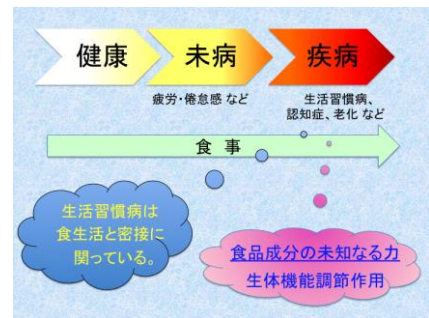 健康
未病
疾病
疲労・倦怠感 など
生活習慣病、
認知症、老化 など
食 事
生活習慣病は
食生活と密接に
関っている。
食品成分の未知なる力
生体機能調節作用